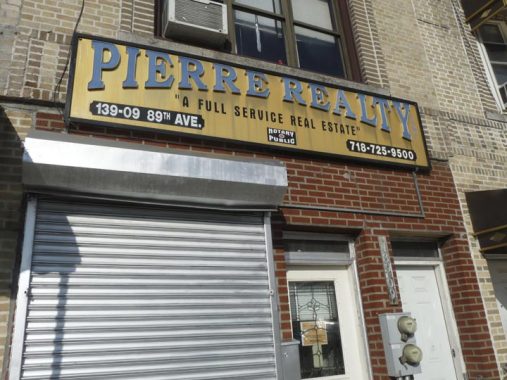 PIERRE REALTY
"A FULL SERVICE REAL ESTATE"
139-09 89TH AVE.
NOTARY
PUBLIC
718-725-9500